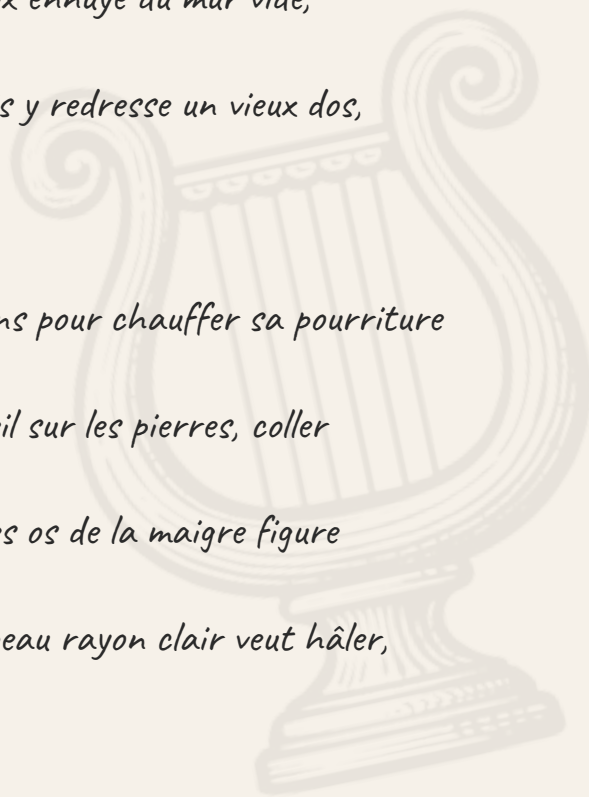 ennuyé du mur vide,
s y redresse un vieux dos,
ns pour chauffer sa pourriture
il sur les pierres, coller
s os de la maigre figure
eau rayon clair veut hâler,